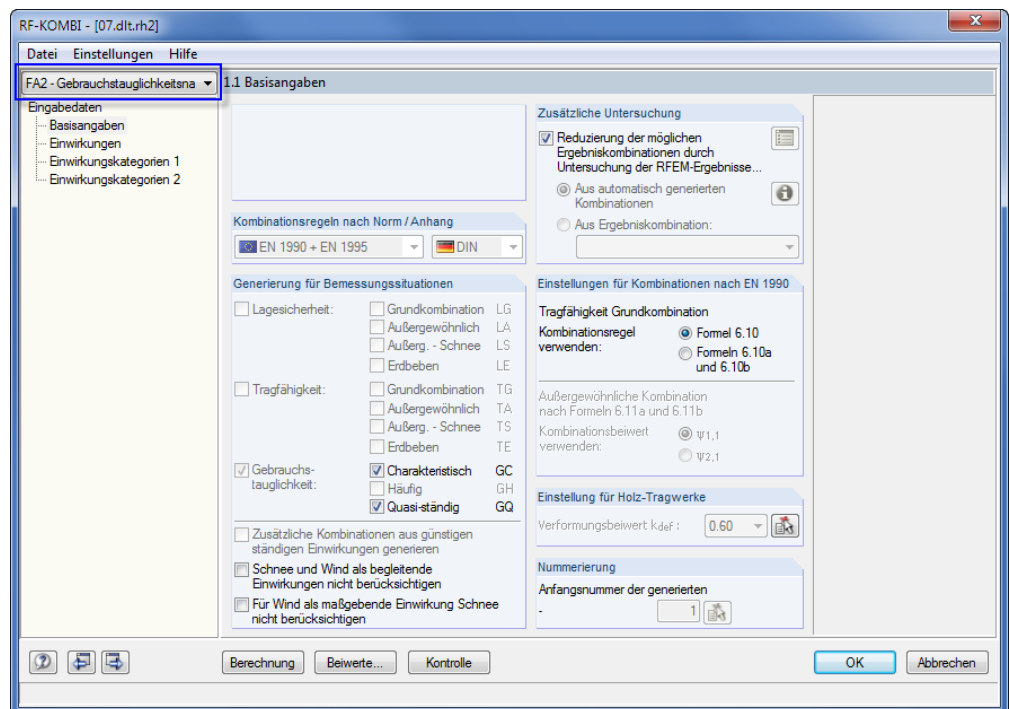 RF-KOMBI - [07.dlt.rh2]
Datei Einstellungen Hilfe
FA2 - Gebrauchstauglichkeitsna
1.1 Basisangaben
Eingabedaten
Basisangaben
Einwirkungen
Einwirkungskategorien 1
Einwirkungskategorien 2
Kombinationsregeln nach Norm / Anhang
EN 1990 + EN 1995 DIN
Generierung für Bemessungssituationen
Lagesicherheit: Grundkombination LG
Außergewöhnlich LA
Außerg. - Schnee LS
Erdbeben LE
Tragfähigkeit: Grundkombination TG
Außergewöhnlich TA
Außerg. - Schnee TS
Erdbeben TE
Gebrauchs- Charakteristisch GC
tauglichkeit: Häufig GH
Quasi-ständig GQ
Zusätzliche Kombinationen aus günstigen
ständigen Einwirkungen generieren
Schnee und Wind als begleitende
Einwirkungen nicht berücksichtigen
Für Wind als maßgebende Einwirkung Schnee
nicht berücksichtigen
Zusätzliche Untersuchung
Reduzierung der möglichen
Ergebniskombinationen durch
Untersuchung der RFEM-Ergebnisse...
Aus automatisch generierten
Kombinationen
Aus Ergebniskombination:
Einstellungen für Kombinationen nach EN 1990
Tragfähigkeit Grundkombination
Kombinationsregel Formel 6.10
verwenden: Formeln 6.10a
und 6.10b
Außergewöhnliche Kombination
nach Formeln 6.11a und 6.11b
Kombinationsbeiwert ψ1,1
verwenden: ψ2,1
Einstellung für Holz-Tragwerke
Verformungsbeiwert kdef : 0.60
Nummerierung
Anfangsnummer der generierten
- 1
Berechnung Beiwerte... Kontrolle OK Abbrechen